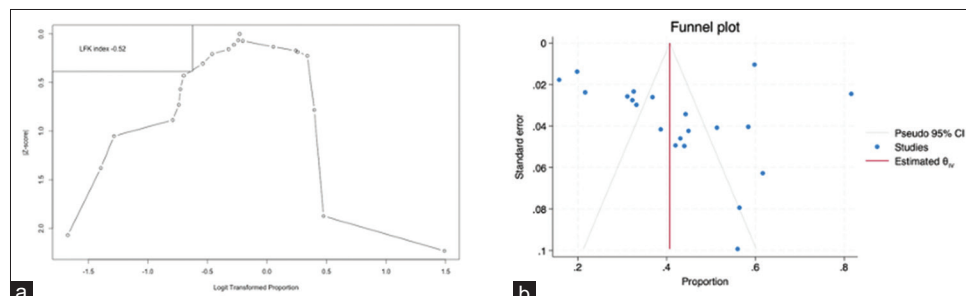 LFK index -0.52
|Z-score|
0.0
0.5
1.0
1.5
2.0
-1.5
-1.0
-0.5
0.0
0.5
1.0
1.5
Logit Transformed Proportion
a
Funnel plot
Standard error
0
.02
.04
.06
.08
.1
.2
.4
.6
.8
Proportion
Pseudo 95% CI
Studies
Estimated θIV
b